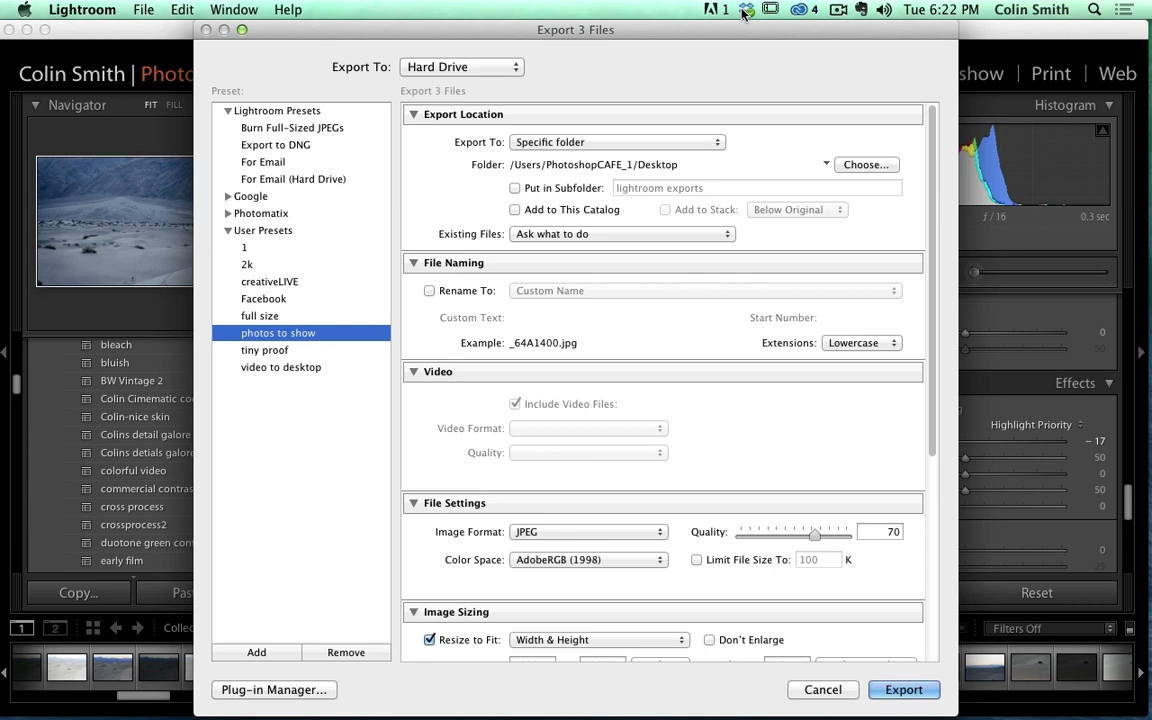 Lightroom File Edit Window Help 1 4 Tue 6:22 PM Colin Smith
Export 3 Files
Colin Smith | Photo
show | Print | Web
Export To: Hard Drive
Preset:
Export 3 Files
Navigator FIT FILL
Histogram
ƒ / 16 0.3 sec
Lightroom Presets
Burn Full-Sized JPEGs
Export to DNG
For Email
For Email (Hard Drive)
Google
Photomatix
User Presets
1
2k
creativeLIVE
Facebook
full size
photos to show
tiny proof
video to desktop
Export Location
Export To: Specific folder
Folder: /Users/PhotoshopCAFE_1/Desktop Choose...
Put in Subfolder: lightroom exports
Add to This Catalog Add to Stack: Below Original
Existing Files: Ask what to do
File Naming
Rename To: Custom Name
Custom Text: Start Number:
Example: _64A1400.jpg Extensions: Lowercase
Video
Include Video Files:
Video Format:
Quality:
File Settings
Image Format: JPEG Quality: 70
Color Space: AdobeRGB (1998) Limit File Size To: 100 K
Image Sizing
Resize to Fit: Width & Height Don't Enlarge
bleach
bluish
BW Vintage 2
Colin Cimematic co
Colin-nice skin
Colins detail galore
Colins detials galore
colorful video
commercial contras
cross process
crossprocess2
duotone green con
early film
0
50
Effects
Highlight Priority
– 17
50
0
50
0
0
25
Copy... Pas
Reset
Add Remove
1 2 Collec
Filters Off
Plug-in Manager... Cancel Export